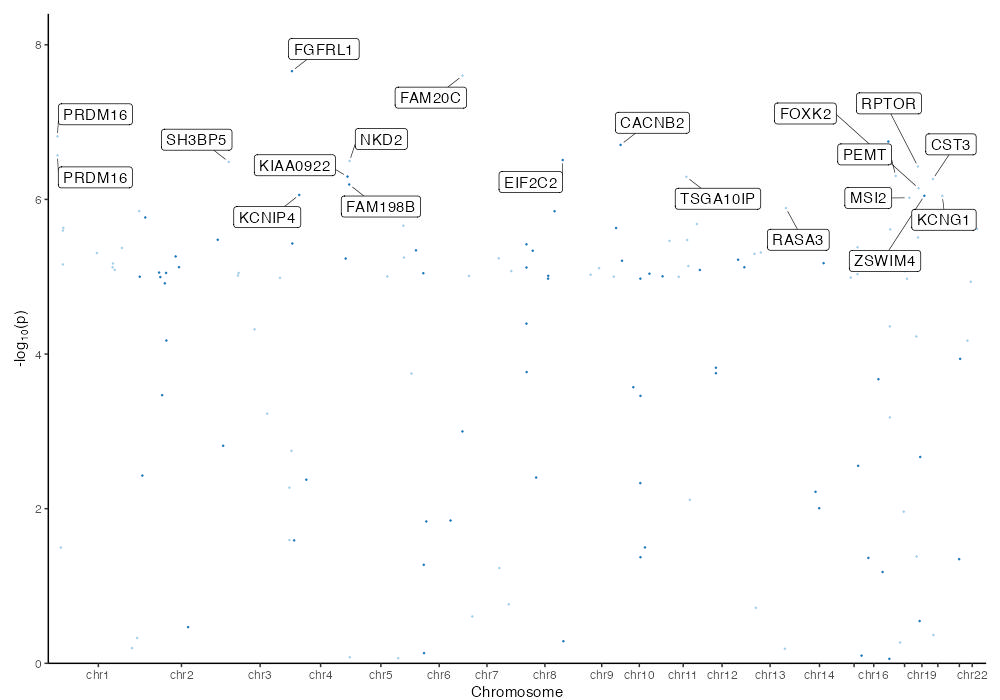 8
FGFRL1
FAM20C
PRDM16
RPTOR
FOXK2
SH3BP5
NKD2
CACNB2
CST3
PEMT
KIAA0922
PRDM16
EIF2C2
TSGA10IP
MSI2
6
FAM198B
KCNIP4
KCNG1
RASA3
ZSWIM4
-log10(p)
4
2
0
chr1 chr2 chr3 chr4 chr5 chr6 chr7 chr8 chr9 chr10 chr11 chr12 chr13 chr14 chr16 chr19 chr22
Chromosome